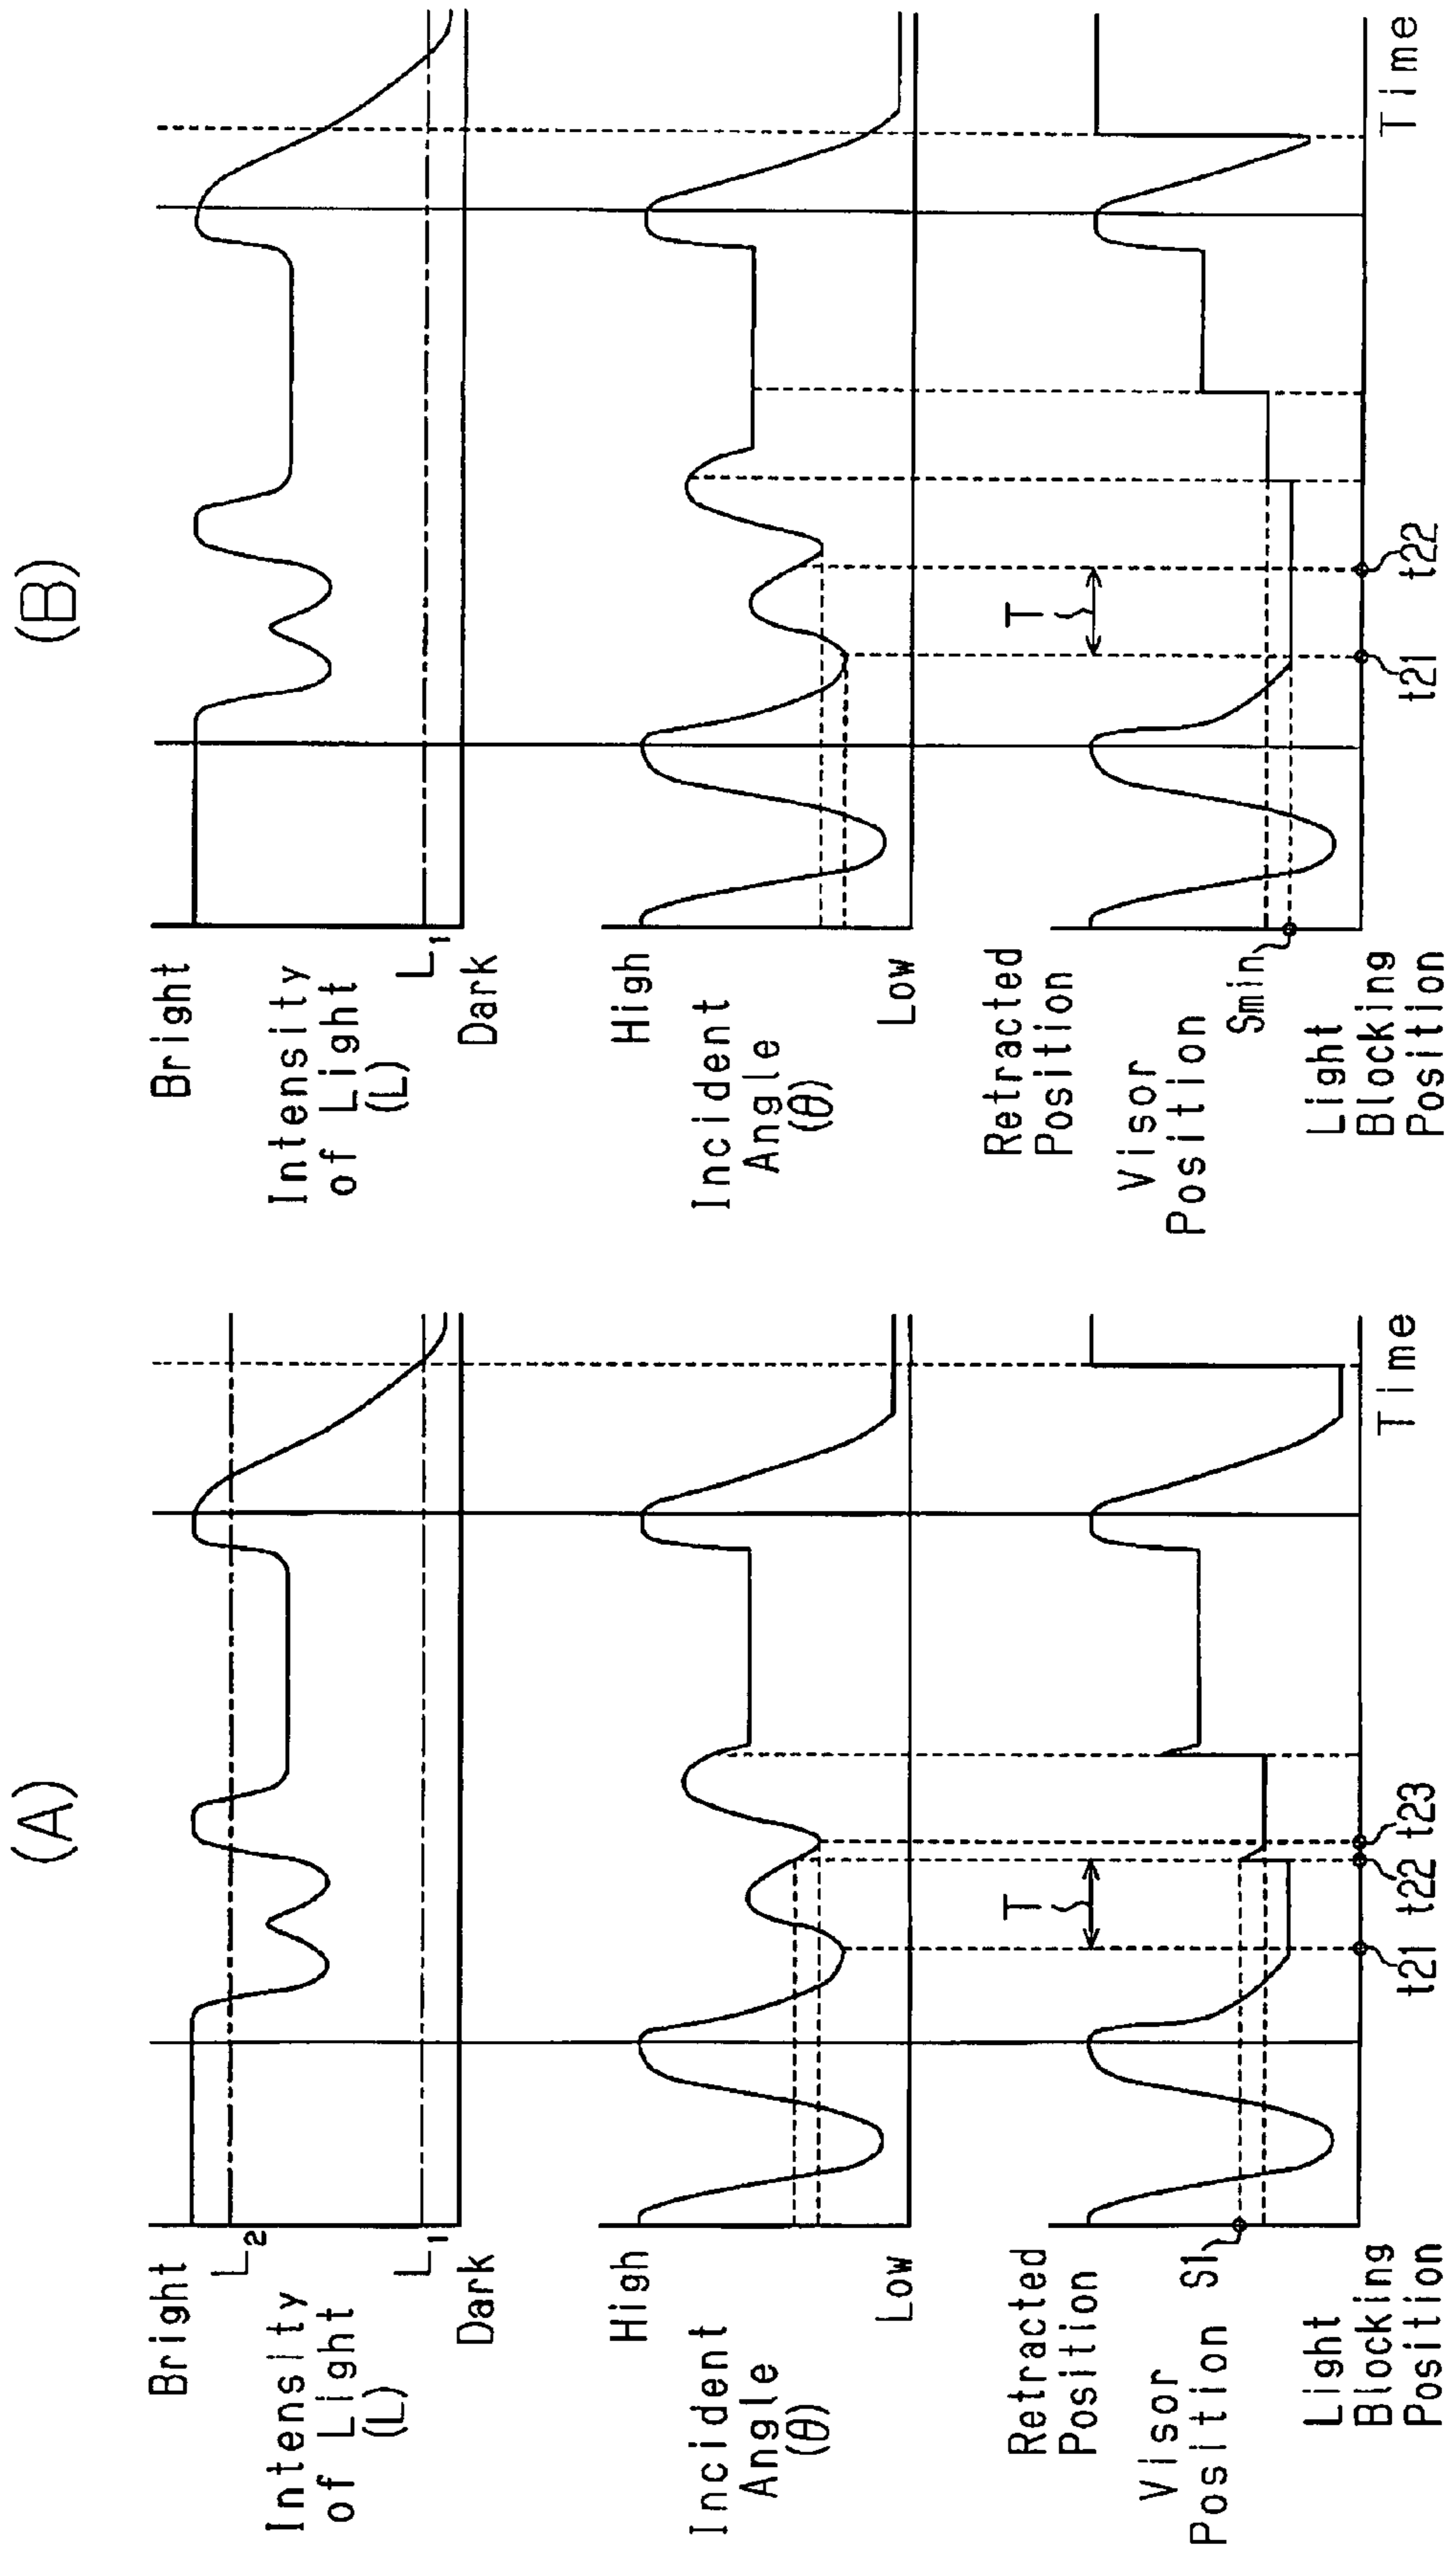 (A)
Bright
L2
Intensity
of Light
(L)
L1
Dark
High
Incident
Angle
(θ)
Low
Retracted
Position
Visor
Position
S1
Light
Blocking
Position
T
t21
t22
t23
Time
(B)
Bright
Intensity
of Light
(L)
L1
Dark
High
Incident
Angle
(θ)
Low
Retracted
Position
Visor
Position
Smin
Light
Blocking
Position
T
t21
t22
Time